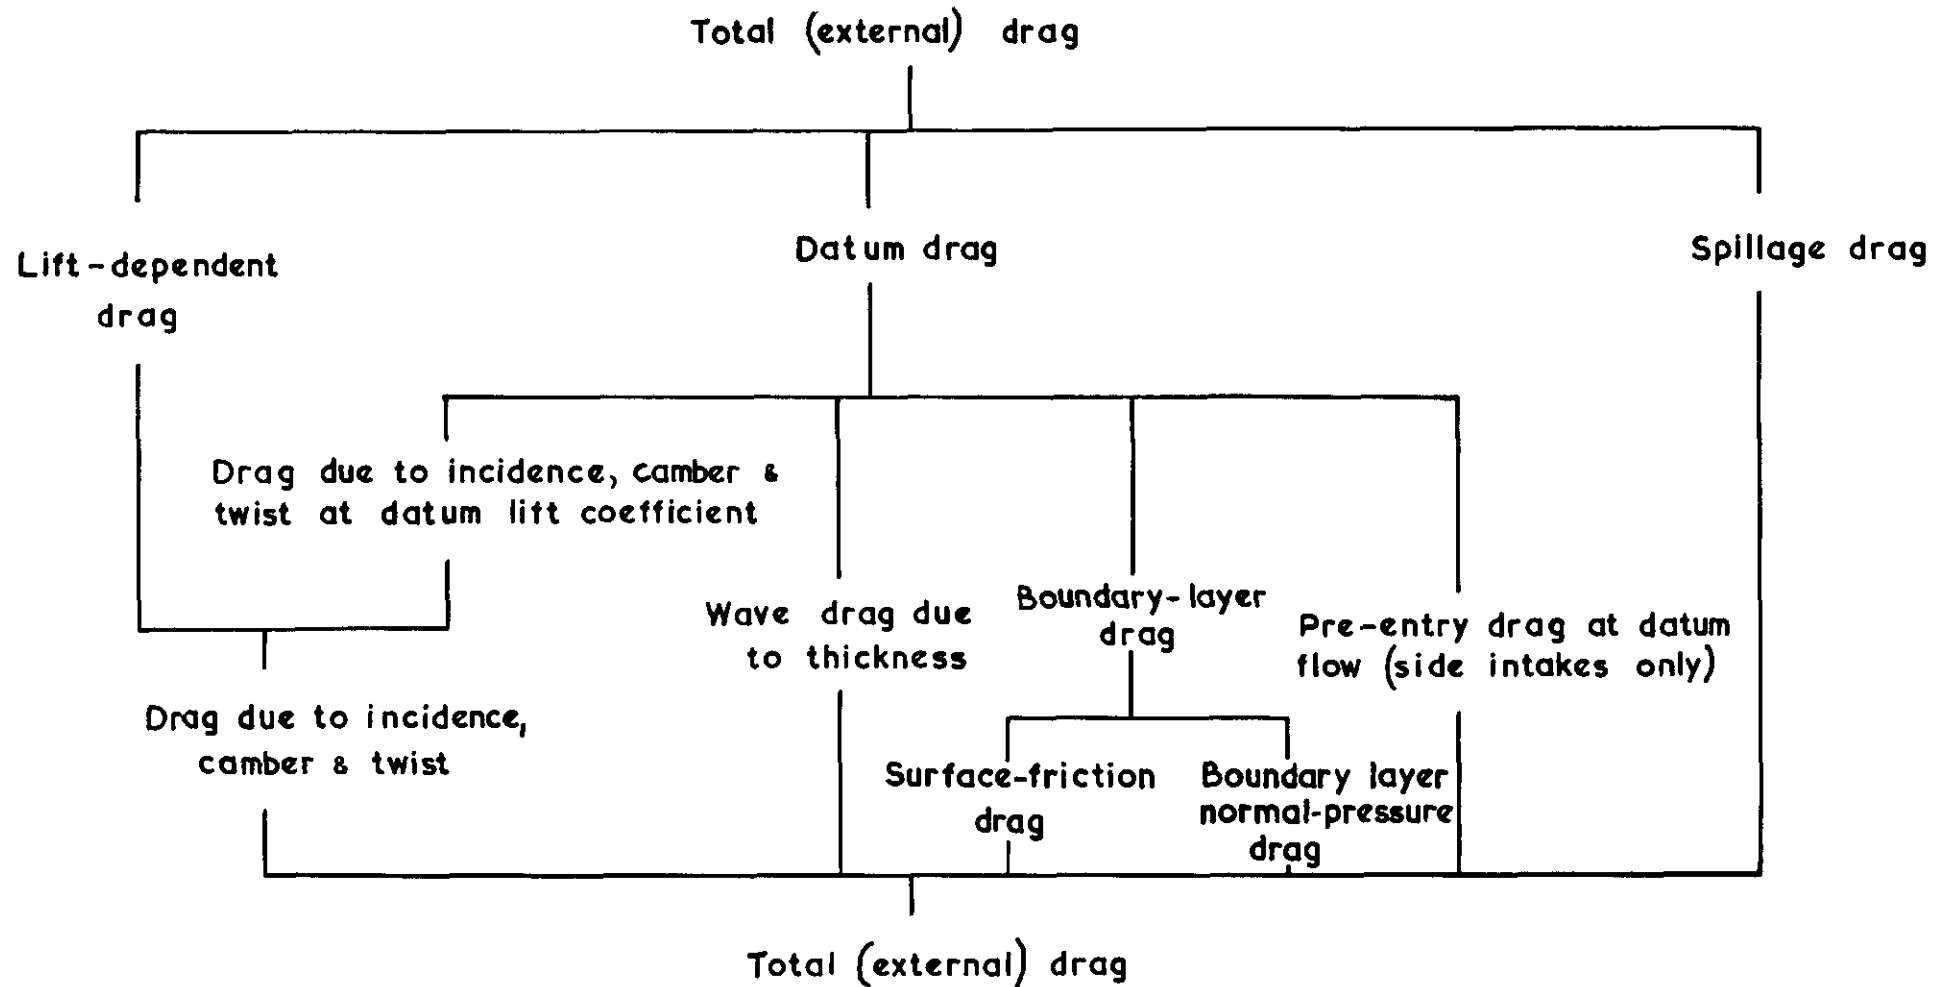 Total (external) drag
Lift-dependent
drag
Datum drag
Spillage drag
Drag due to incidence, camber &
twist at datum lift coefficient
Wave drag due
to thickness
Boundary-layer
drag
Pre-entry drag at datum
flow (side intakes only)
Drag due to incidence,
camber & twist
Surface-friction
drag
Boundary layer
normal-pressure
drag
Total (external) drag